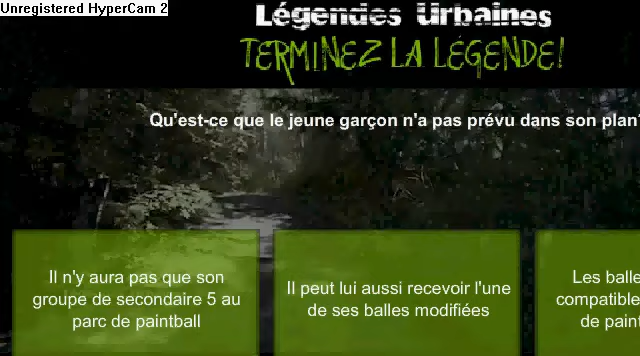 Unregistered HyperCam 2
Légendes Urbaines
TERMINEZ LA LÉGENDE!
Qu'est-ce que le jeune garçon n'a pas prévu dans son plan?
Il n'y aura pas que son
groupe de secondaire 5 au
parc de paintball
Il peut lui aussi recevoir l'une
de ses balles modifiées
Les balle
compatible
de paint